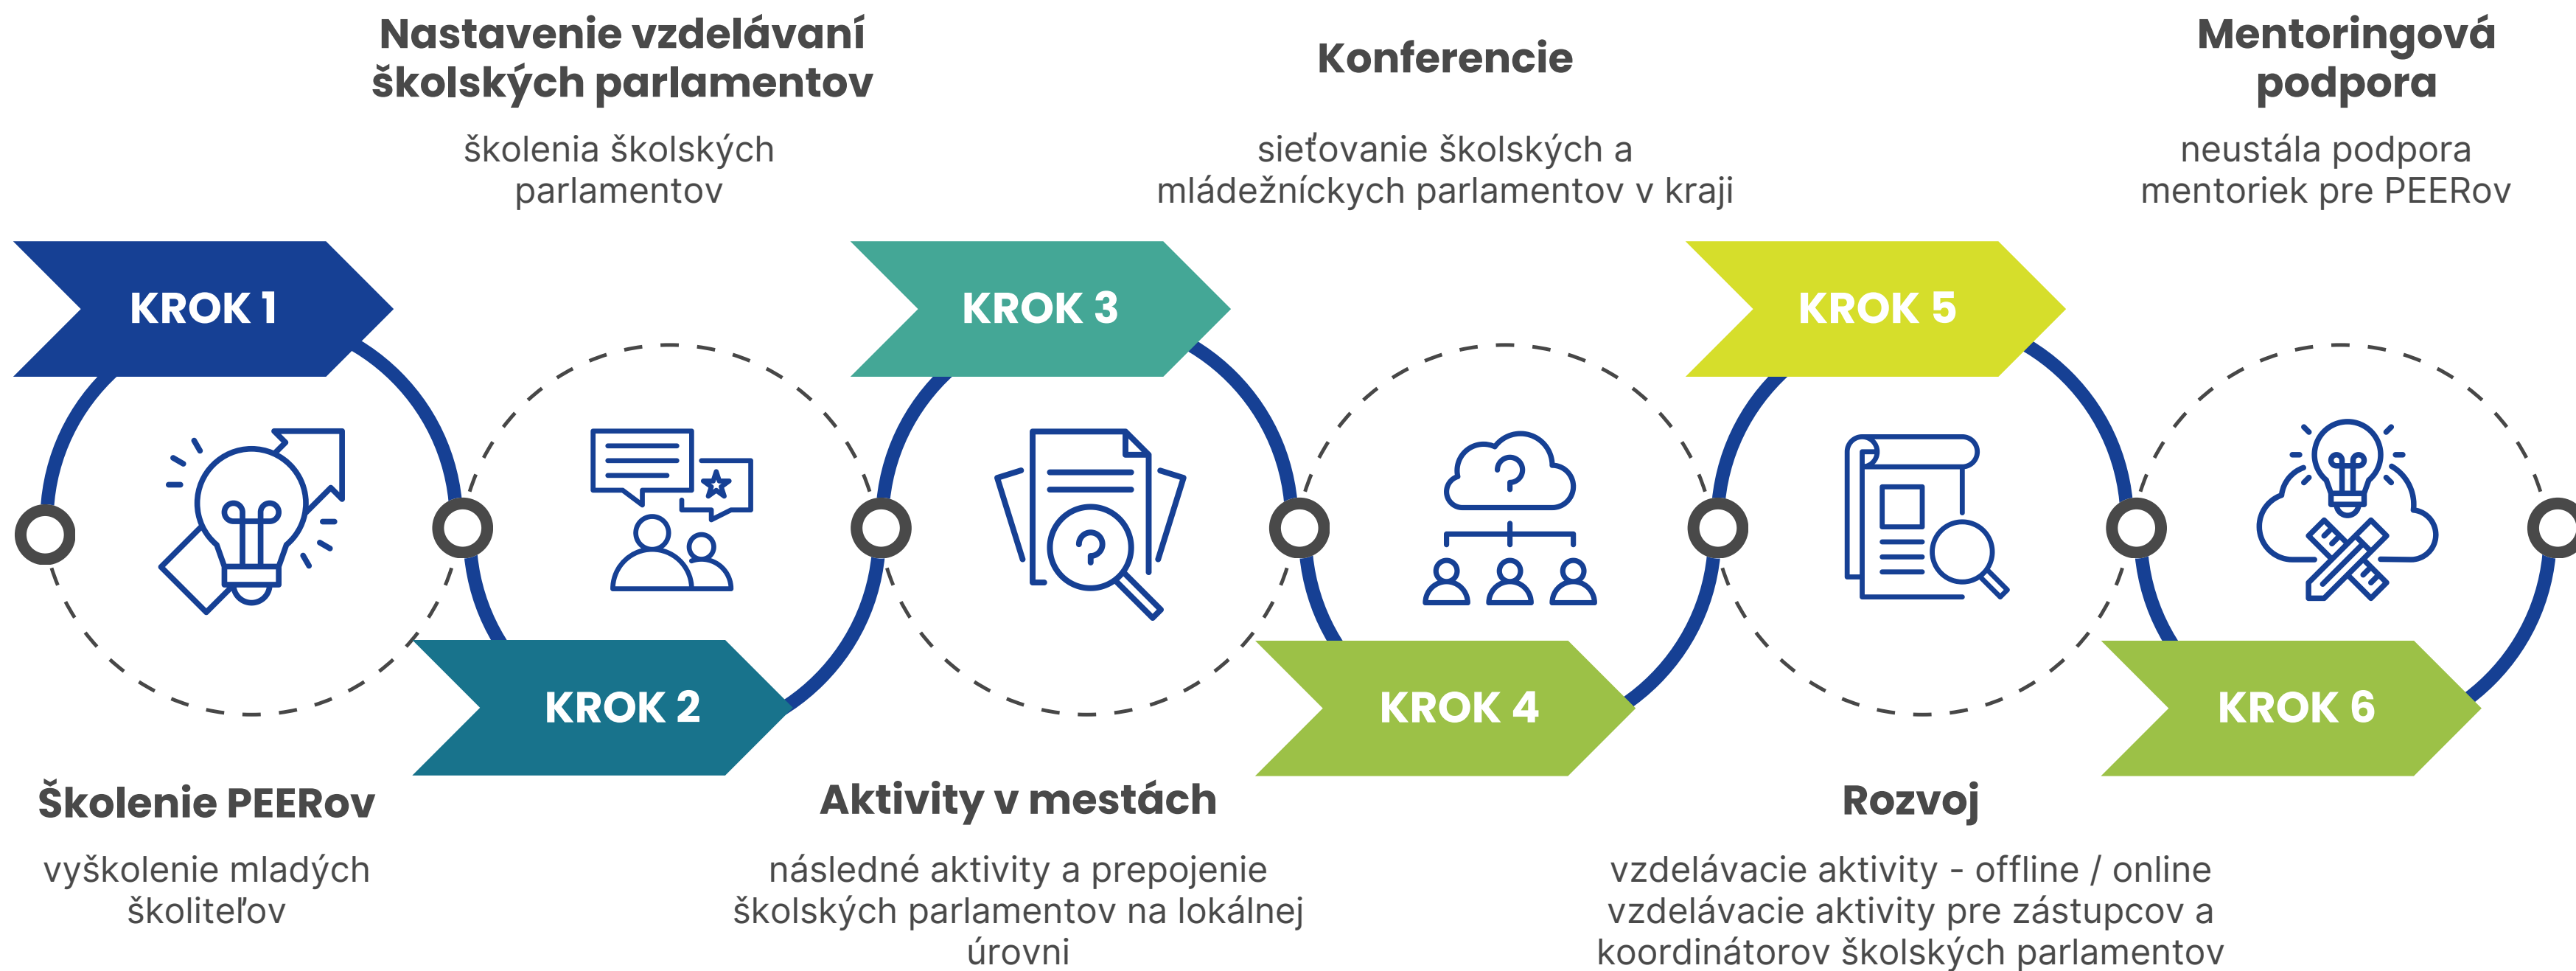 Nastavenie vzdelávaní
školských parlamentov
školenia školských
parlamentov
Konferencie
sieťovanie školských a
mládežníckych parlamentov v kraji
Mentoringová
podpora
neustála podpora
mentoriek pre PEERov
KROK 1
KROK 3
KROK 5
KROK 2
KROK 4
KROK 6
Školenie PEERov
vyškolenie mladých
školiteľov
Aktivity v mestách
následné aktivity a prepojenie
školských parlamentov na lokálnej
úrovni
Rozvoj
vzdelávacie aktivity - offline / online
vzdelávacie aktivity pre zástupcov a
koordinátorov školských parlamentov